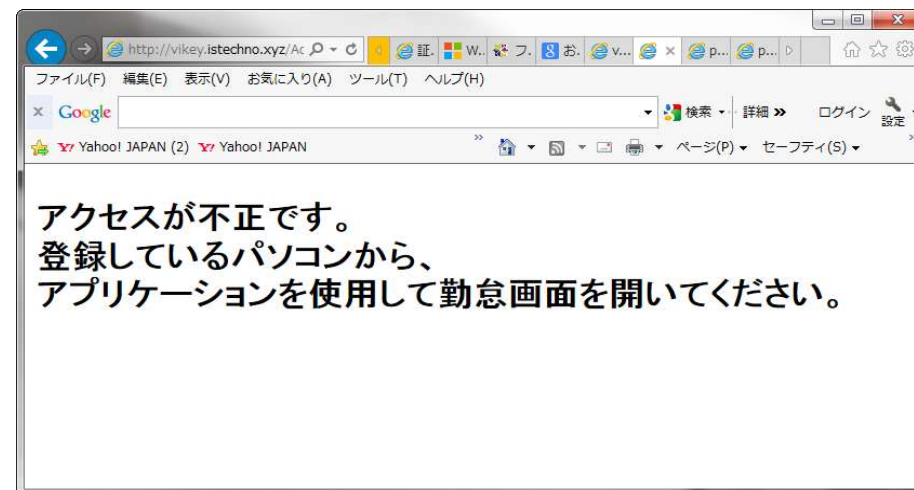 http://vikey.istechno.xyz/Ac
証.
W..
フ.
お.
v...
p...
p...
ファイル(F) 編集(E) 表示(V) お気に入り(A) ツール(T) ヘルプ(H)
x Google 検索 詳細 » ログイン 設定
Yahoo! JAPAN (2) Yahoo! JAPAN » ページ(P) セーフティ(S) »
アクセスが不正です。
登録しているパソコンから、
アプリケーションを使用して勤怠画面を開いてください。